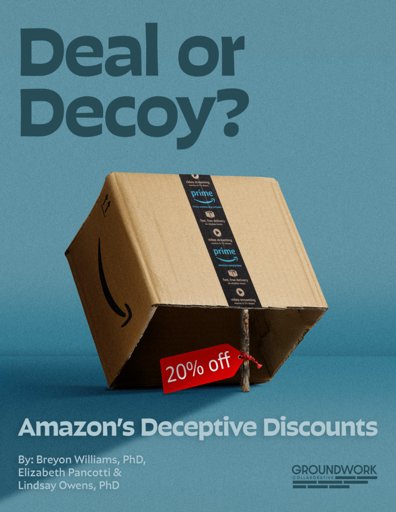 Deal or
Decoy?
prime
prime
20% off
Amazon's Deceptive Discounts
By: Breyon Williams, PhD,
Elizabeth Pancotti &
Lindsay Owens, PhD
GROUNDWORK
COLLABORATIVE